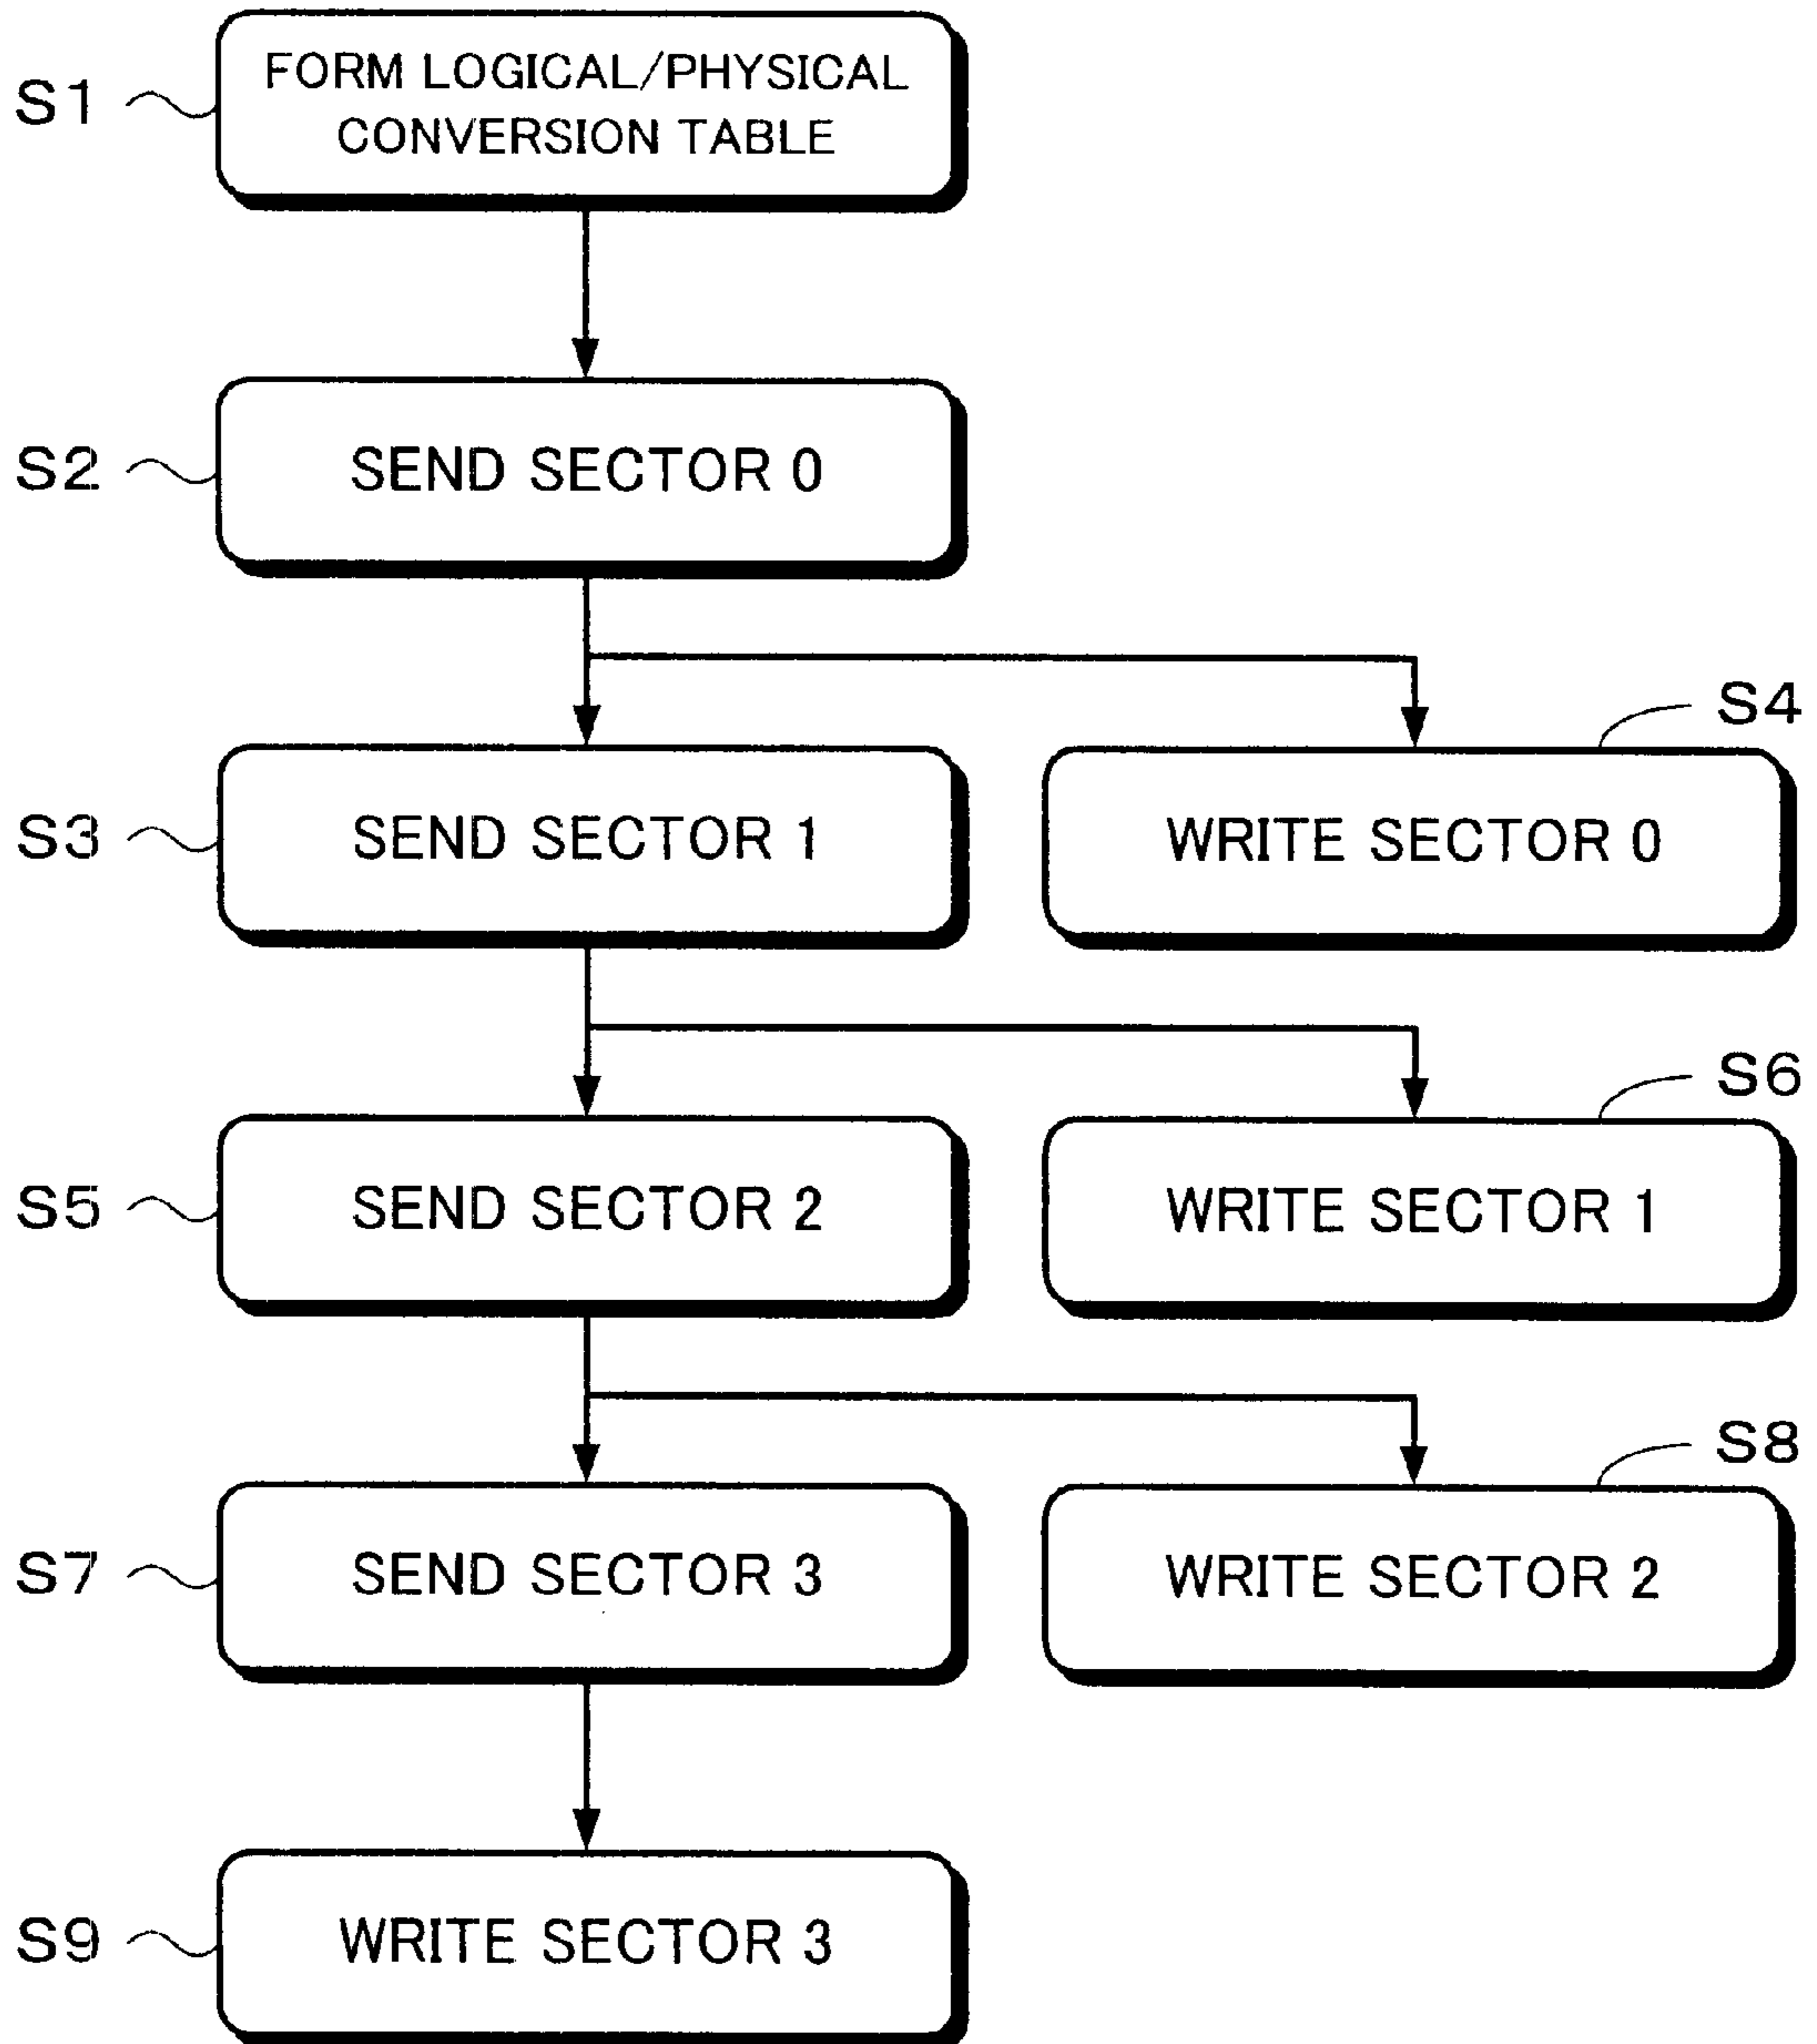 S1
FORM LOGICAL/PHYSICAL
CONVERSION TABLE
S2
SEND SECTOR 0
S4
S3
SEND SECTOR 1
WRITE SECTOR 0
S6
S5
SEND SECTOR 2
WRITE SECTOR 1
S8
S7
SEND SECTOR 3
WRITE SECTOR 2
S9
WRITE SECTOR 3